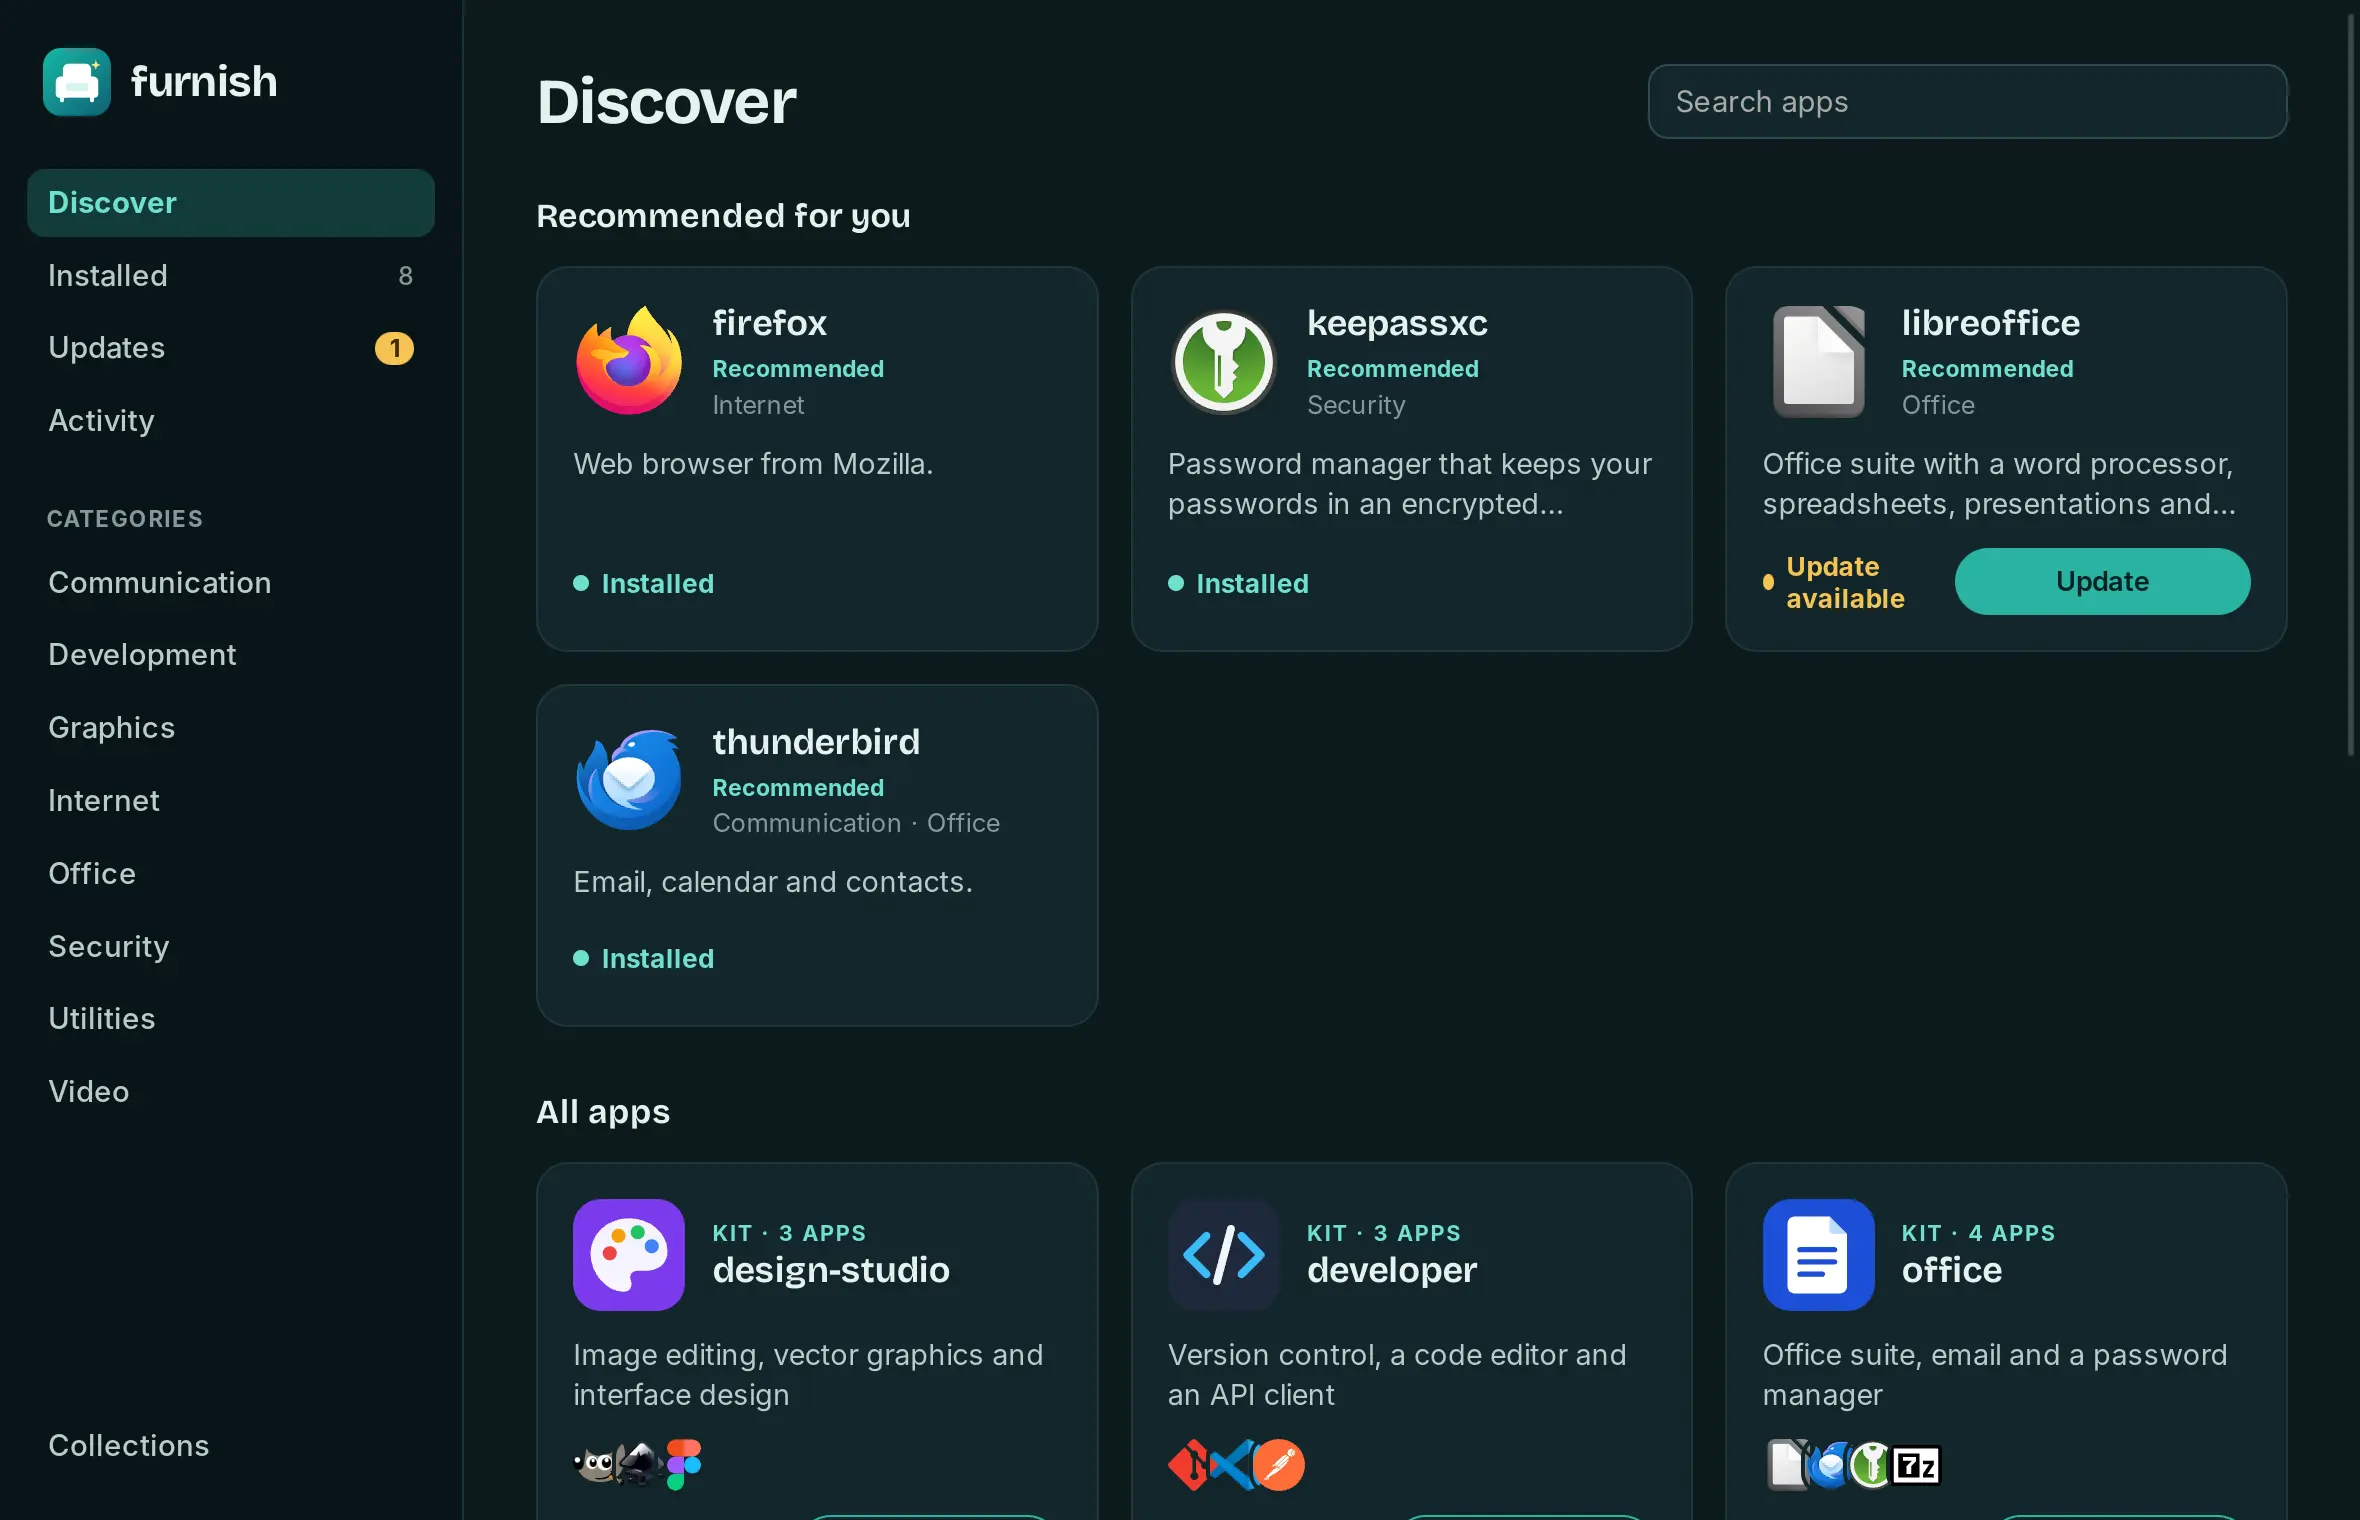 furnish
Discover
Installed 8
Updates 1
Activity
CATEGORIES
Communication
Development
Graphics
Internet
Office
Security
Utilities
Video
Collections
Discover
Search apps
Recommended for you
firefox
Recommended
Internet
Web browser from Mozilla.
Installed
keepassxc
Recommended
Security
Password manager that keeps your
passwords in an encrypted...
Installed
libreoffice
Recommended
Office
Office suite with a word processor,
spreadsheets, presentations and...
Update
available
Update
thunderbird
Recommended
Communication · Office
Email, calendar and contacts.
Installed
All apps
KIT · 3 APPS
design-studio
Image editing, vector graphics and
interface design
KIT · 3 APPS
developer
Version control, a code editor and
an API client
KIT · 4 APPS
office
Office suite, email and a password
manager
7z